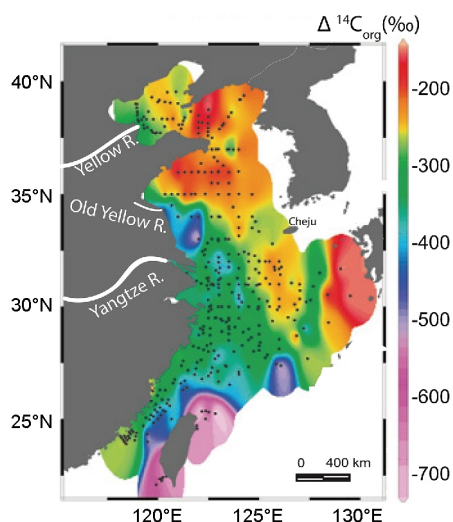 Δ ¹⁴C_org(‰)
40°N
35°N
30°N
25°N
120°E
125°E
130°E
Yellow R.
Old Yellow R.
Yangtze R.
Cheju
0 400 km
-200
-300
-400
-500
-600
-700